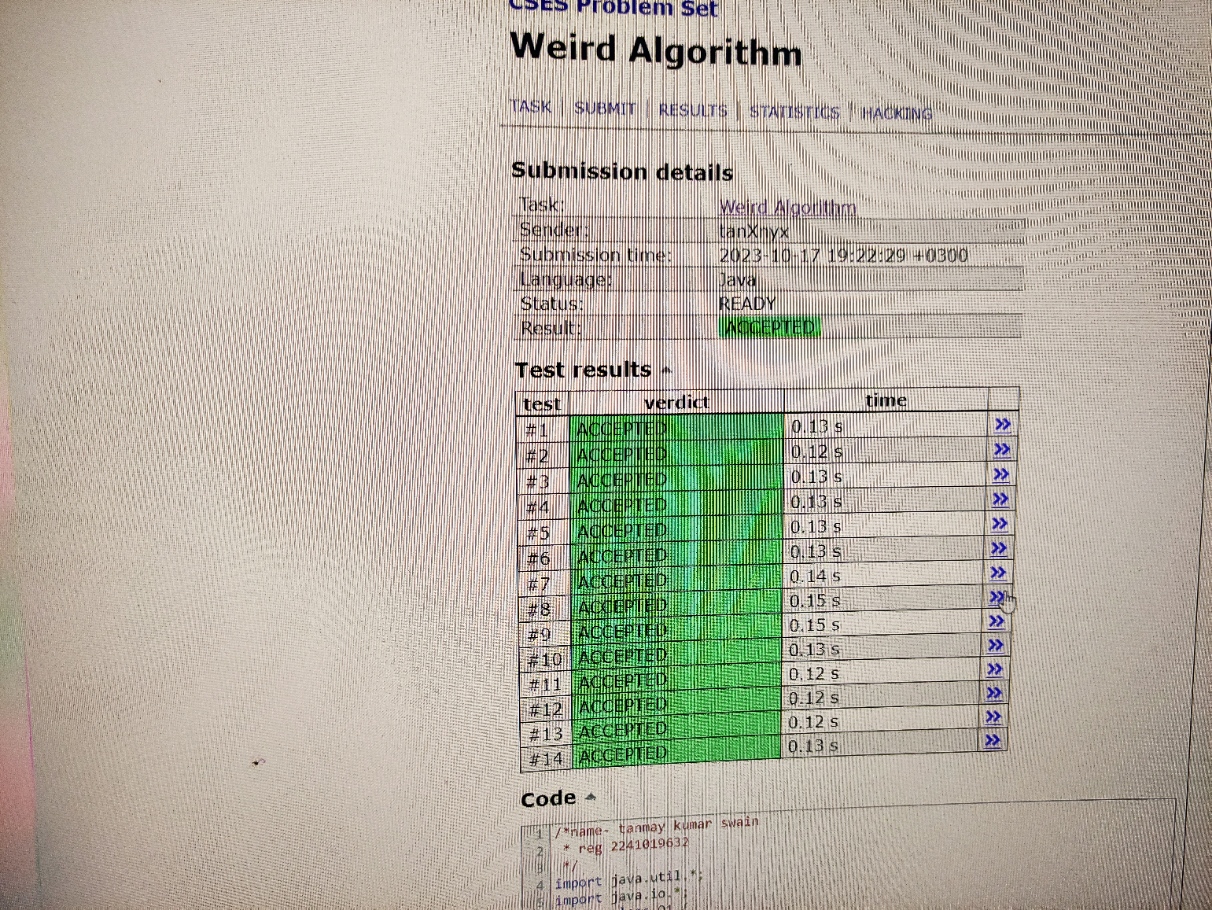 CSES Problem Set
Weird Algorithm
TASK | SUBMIT | RESULTS | STATISTICS | HACKING
Submission details
Task: Weird Algorithm
Sender: tanXnyx
Submission time: 2023-10-17 19:22:29 +0300
Language: Java
Status: READY
Result: ACCEPTED
Test results
test verdict time
#1 ACCEPTED 0.13 s »
#2 ACCEPTED 0.12 s »
#3 ACCEPTED 0.13 s »
#4 ACCEPTED 0.13 s »
#5 ACCEPTED 0.13 s »
#6 ACCEPTED 0.13 s »
#7 ACCEPTED 0.14 s »
#8 ACCEPTED 0.15 s »
#9 ACCEPTED 0.15 s »
#10 ACCEPTED 0.13 s »
#11 ACCEPTED 0.12 s »
#12 ACCEPTED 0.12 s »
#13 ACCEPTED 0.12 s »
#14 ACCEPTED 0.13 s »
Code
1 /*name- tanmay kumar swain
2 * reg 2241019632
3 */
4 import java.util.*;
5 import java.io.*;